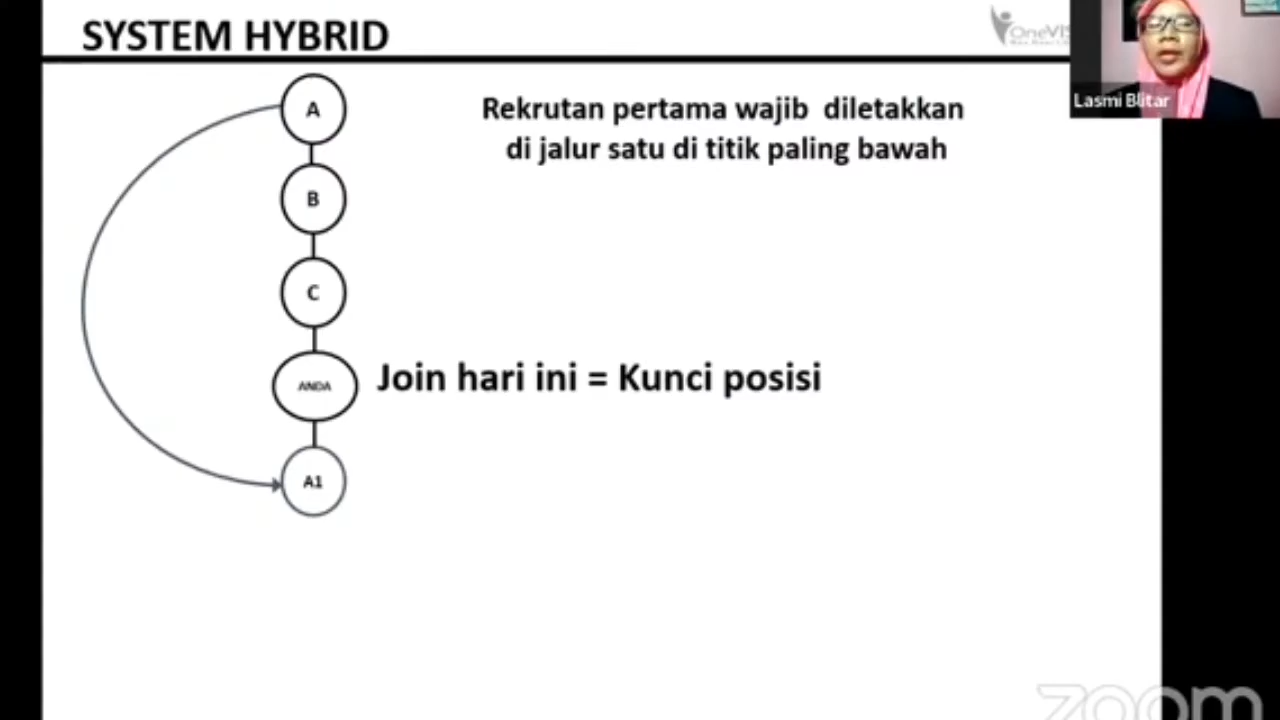 SYSTEM HYBRID
OneVIS
Lasmi Blitar
A
Rekrutan pertama wajib diletakkan
di jalur satu di titik paling bawah
B
C
ANDA
Join hari ini = Kunci posisi
A1
zoom